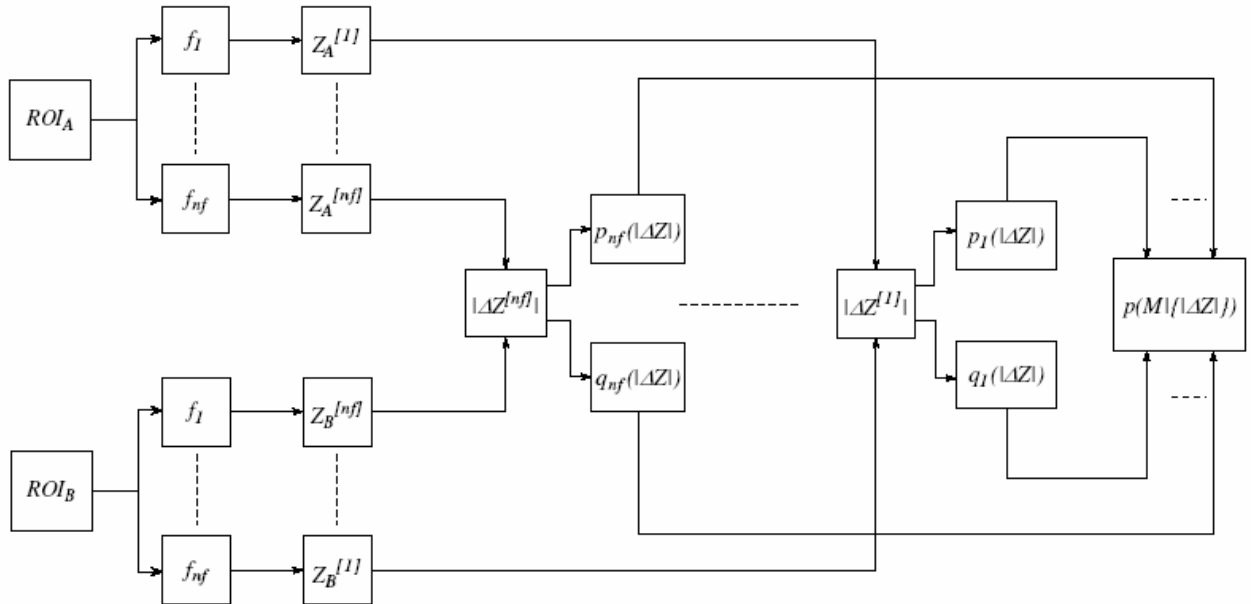 ROI_A
f_1
Z_A^[1]
f_nf
Z_A^[nf]
|ΔZ^[nf]|
p_nf(|ΔZ|)
q_nf(|ΔZ|)
|ΔZ^[1]|
p_1(|ΔZ|)
q_1(|ΔZ|)
p(M|{|ΔZ|})
ROI_B
f_1
Z_B^[nf]
f_nf
Z_B^[1]